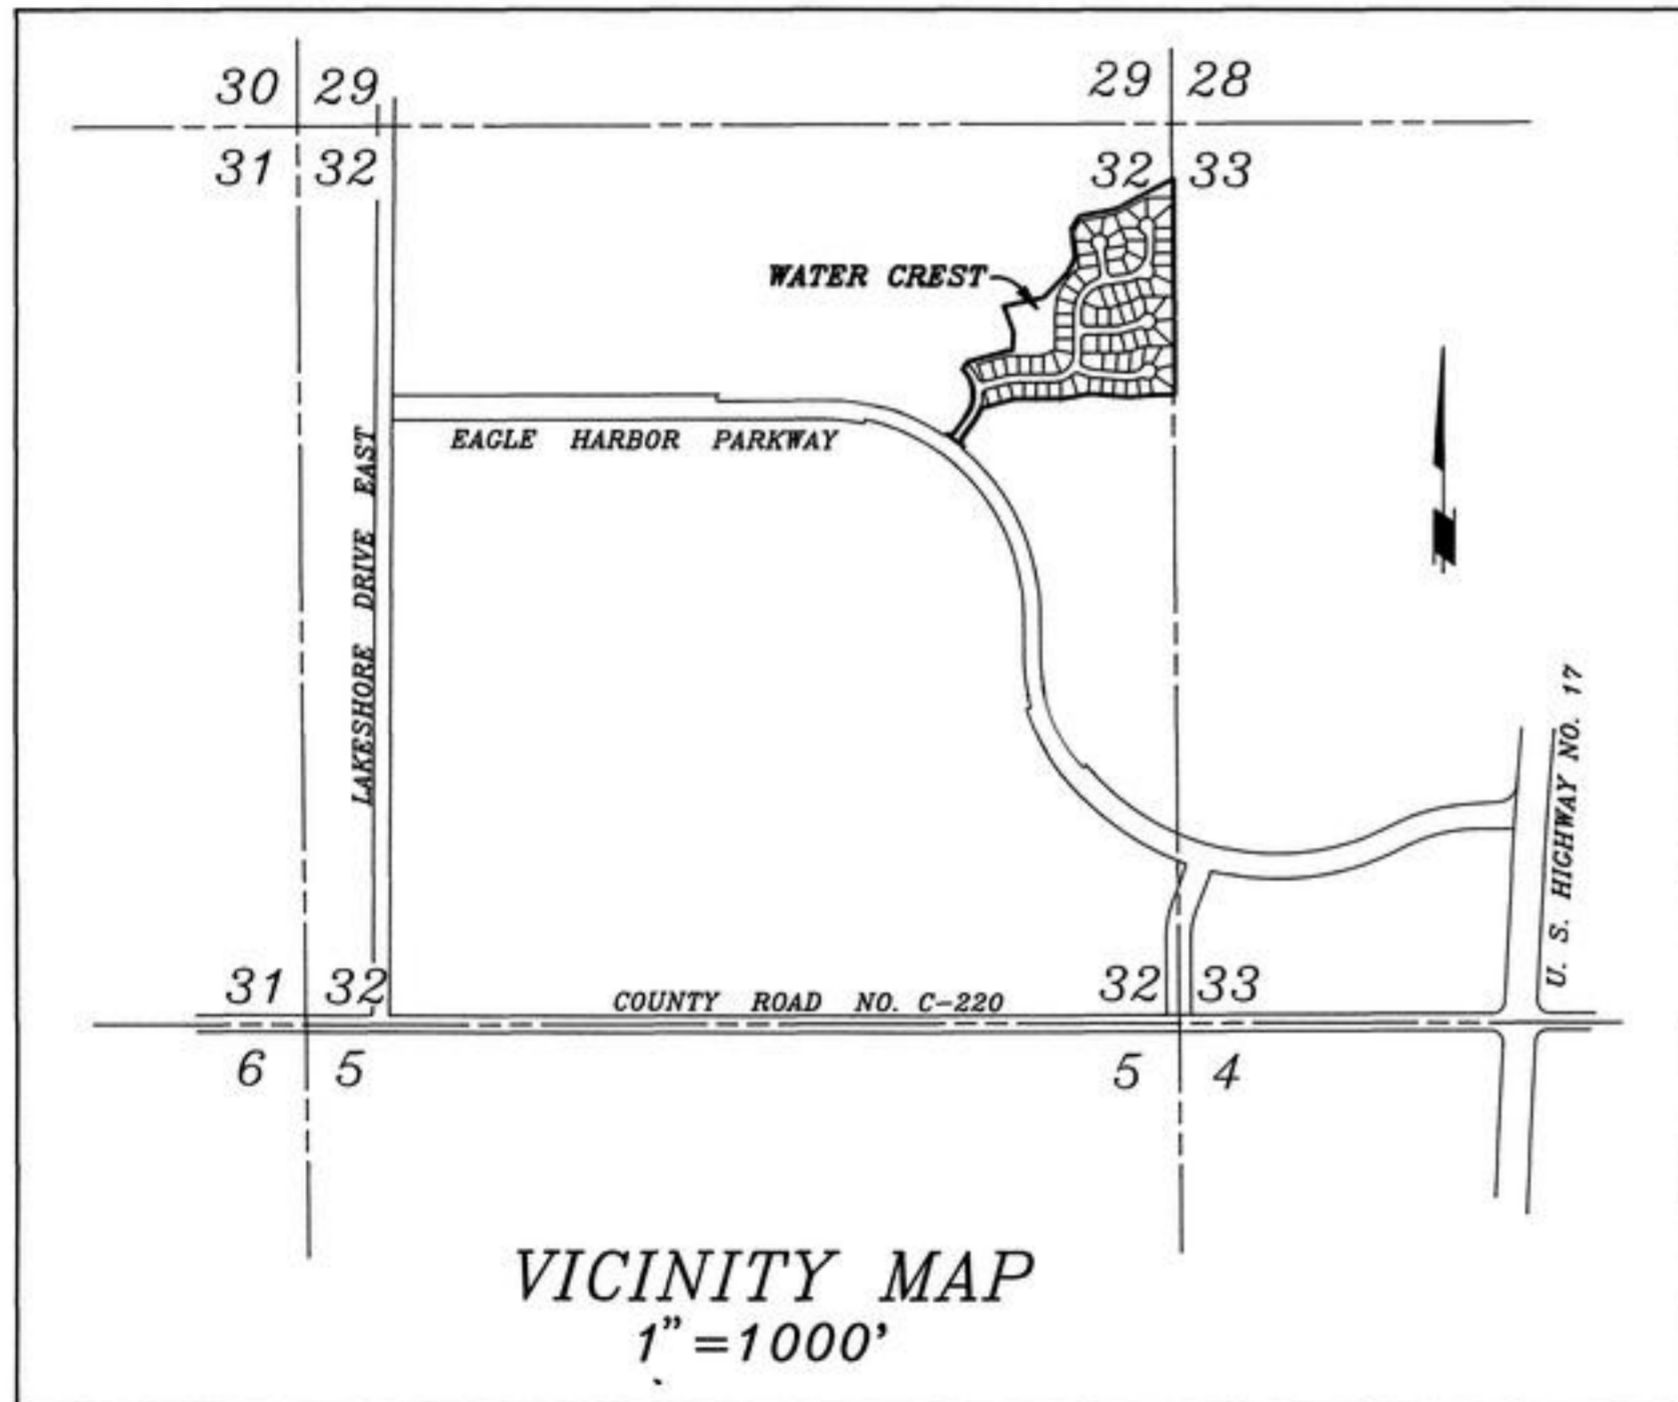 30 29
29 28
31 32
32 33
WATER CREST
EAGLE HARBOR PARKWAY
LAKESHORE DRIVE EAST
U. S. HIGHWAY NO. 17
31 32
COUNTY ROAD NO. C-220
32 33
6 5
5 4
VICINITY MAP
1"=1000'